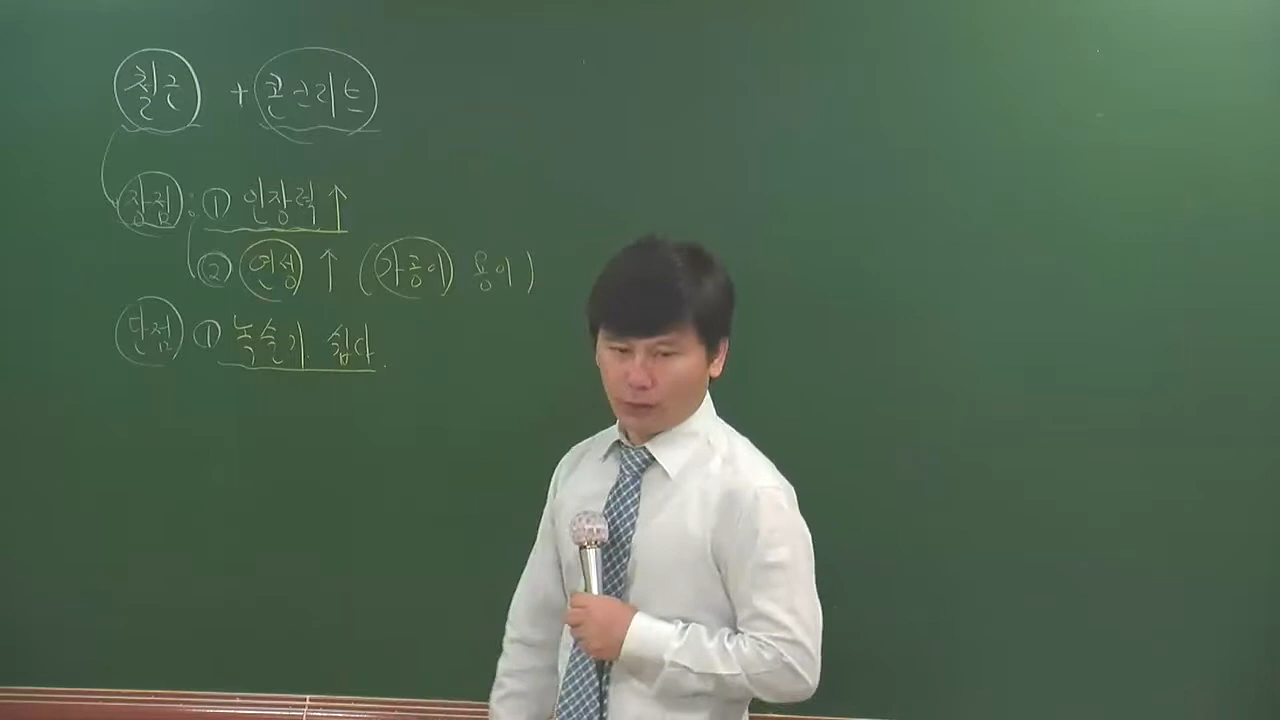 철근 + 콘크리트
장점 : ① 인장력 ↑
② 연성 ↑ (가공이 용이)
단점 ① 녹슬기 쉽다.